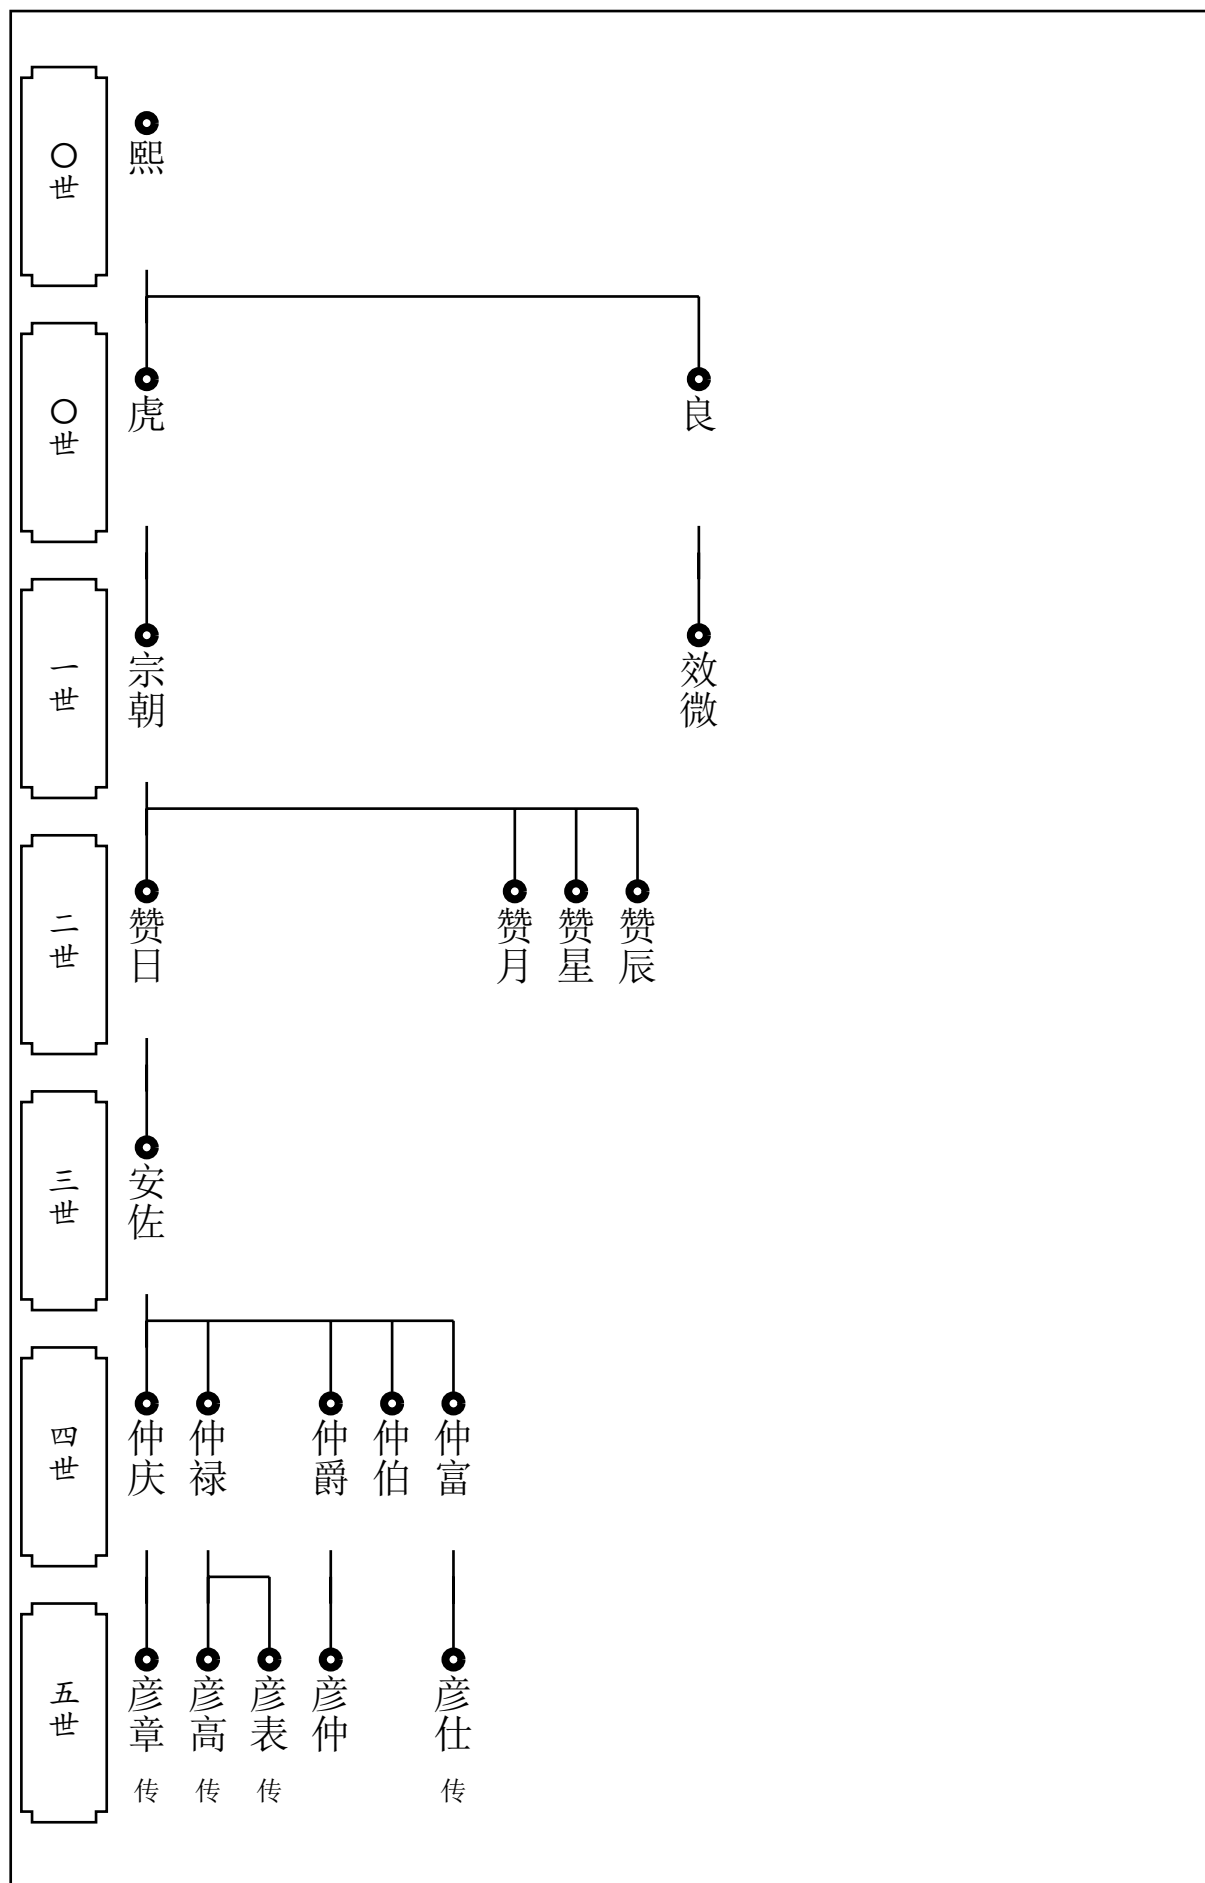 〇世
熙
〇世
虎
良
一世
宗朝
效微
二世
赞日
赞月
赞星
赞辰
三世
安佐
四世
仲庆
仲禄
仲爵
仲伯
仲富
五世
彦章
传
彦高
传
彦表
传
彦仲
彦仕
传